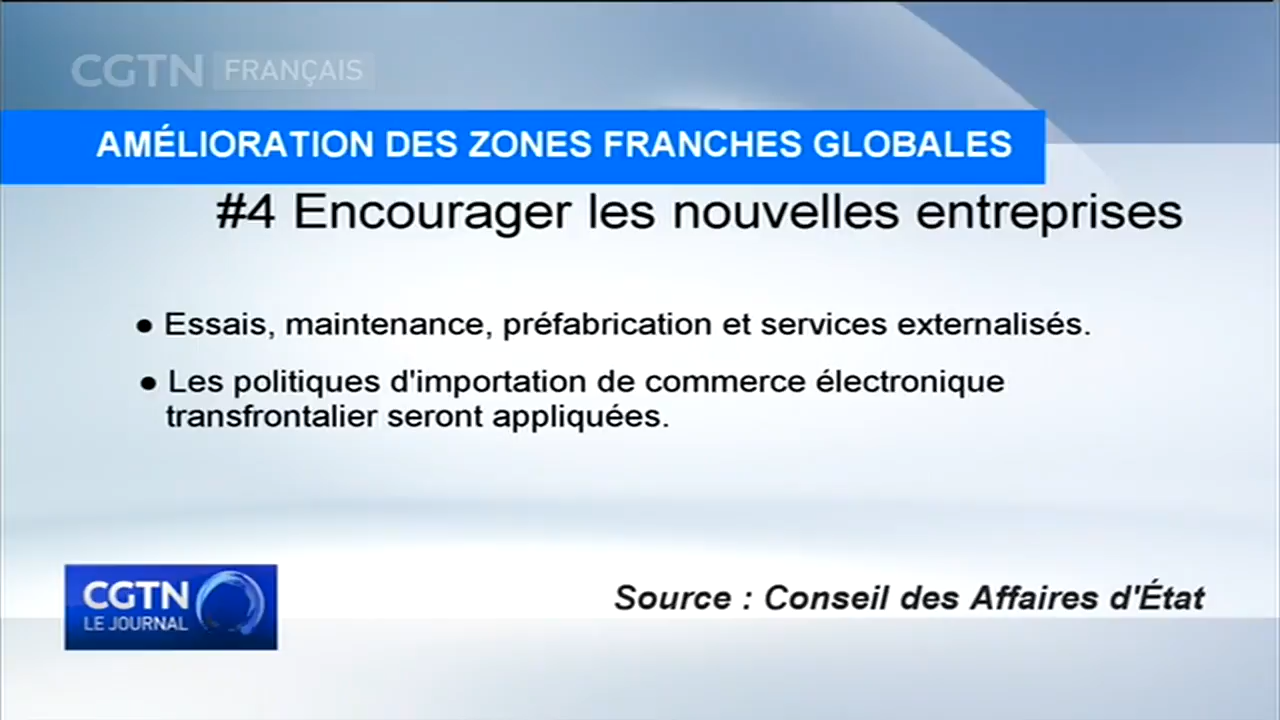 CGTN FRANÇAIS
AMÉLIORATION DES ZONES FRANCHES GLOBALES
#4 Encourager les nouvelles entreprises
● Essais, maintenance, préfabrication et services externalisés.
● Les politiques d'importation de commerce électronique
transfrontalier seront appliquées.
Source : Conseil des Affaires d'État
CGTN
LE JOURNAL